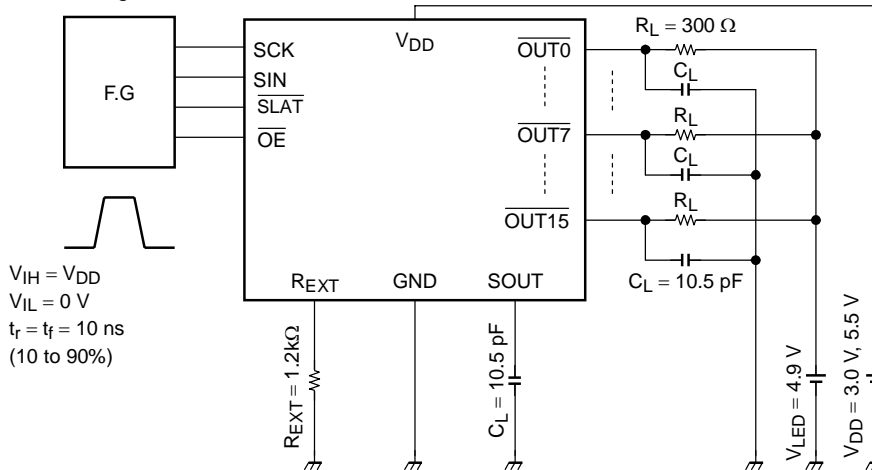 F.G
SCK
SIN
SLAT
OE
VDD
OUT0
OUT7
OUT15
REXT
GND
SOUT
RL = 300 Ω
CL
RL
CL
RL
CL = 10.5 pF
VIH = VDD
VIL = 0 V
tr = tf = 10 ns
(10 to 90%)
REXT = 1.2kΩ
CL = 10.5 pF
VLED = 4.9 V
VDD = 3.0 V, 5.5 V